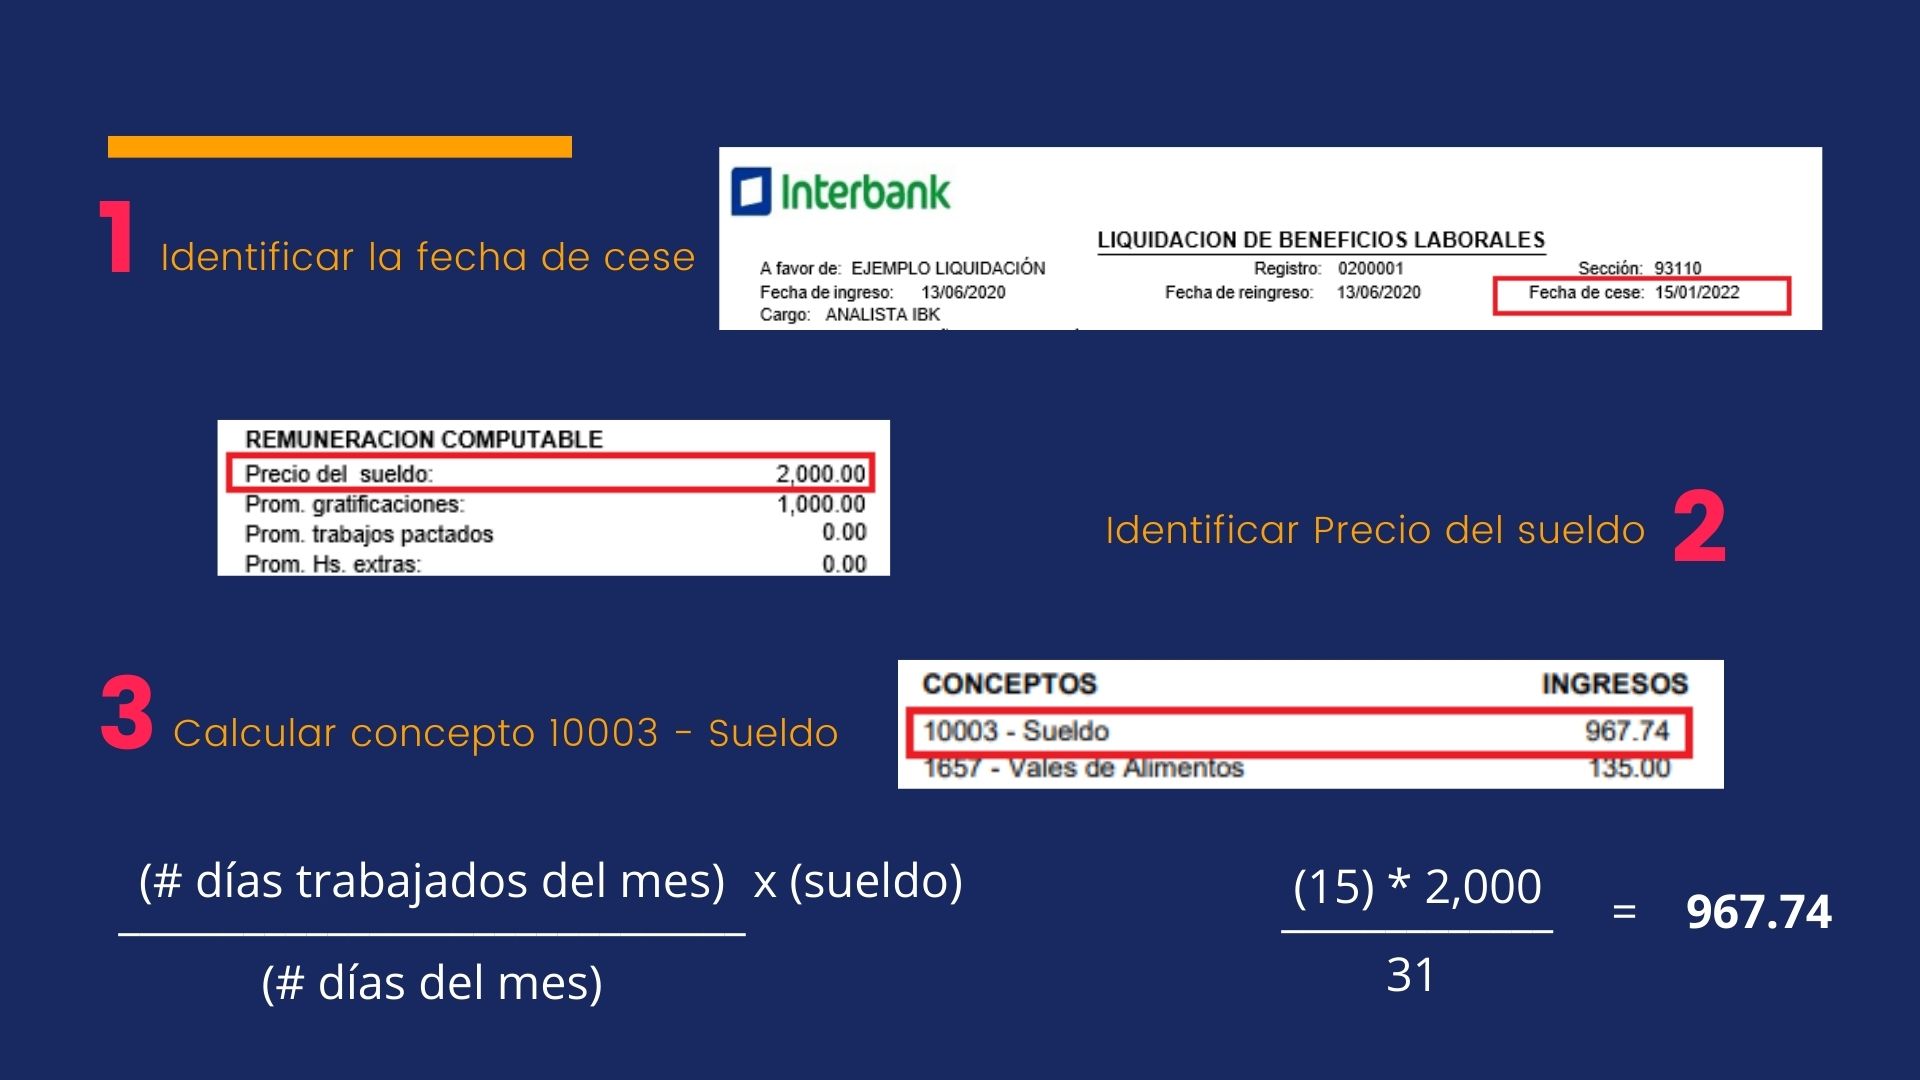 1 Identificar la fecha de cese
Interbank
LIQUIDACION DE BENEFICIOS LABORALES
A favor de: EJEMPLO LIQUIDACIÓN Registro: 0200001 Sección: 93110
Fecha de ingreso: 13/06/2020 Fecha de reingreso: 13/06/2020 Fecha de cese: 15/01/2022
Cargo: ANALISTA IBK
REMUNERACION COMPUTABLE
Precio del sueldo: 2,000.00
Prom. gratificaciones: 1,000.00
Prom. trabajos pactados 0.00
Prom. Hs. extras: 0.00
Identificar Precio del sueldo 2
3 Calcular concepto 10003 - Sueldo
CONCEPTOS INGRESOS
10003 - Sueldo 967.74
1657 - Vales de Alimentos 135.00
(# días trabajados del mes) x (sueldo)
(# días del mes)
(15) * 2,000
31
= 967.74